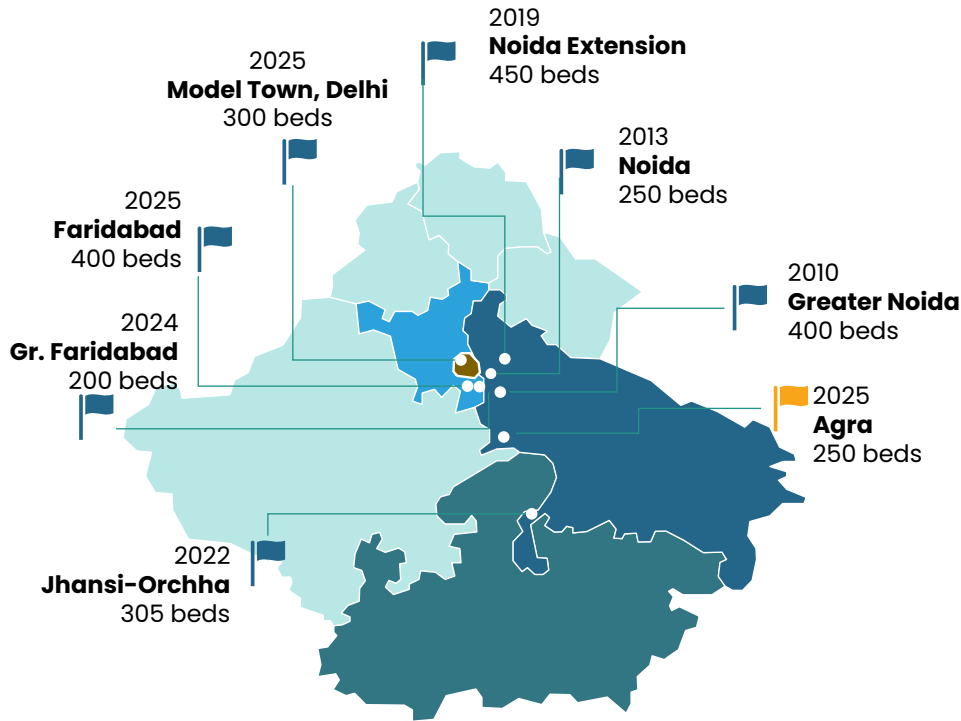 2019
Noida Extension
450 beds
2025
Model Town, Delhi
300 beds
2013
Noida
250 beds
2025
Faridabad
400 beds
2010
Greater Noida
400 beds
2024
Gr. Faridabad
200 beds
2025
Agra
250 beds
2022
Jhansi-Orchha
305 beds